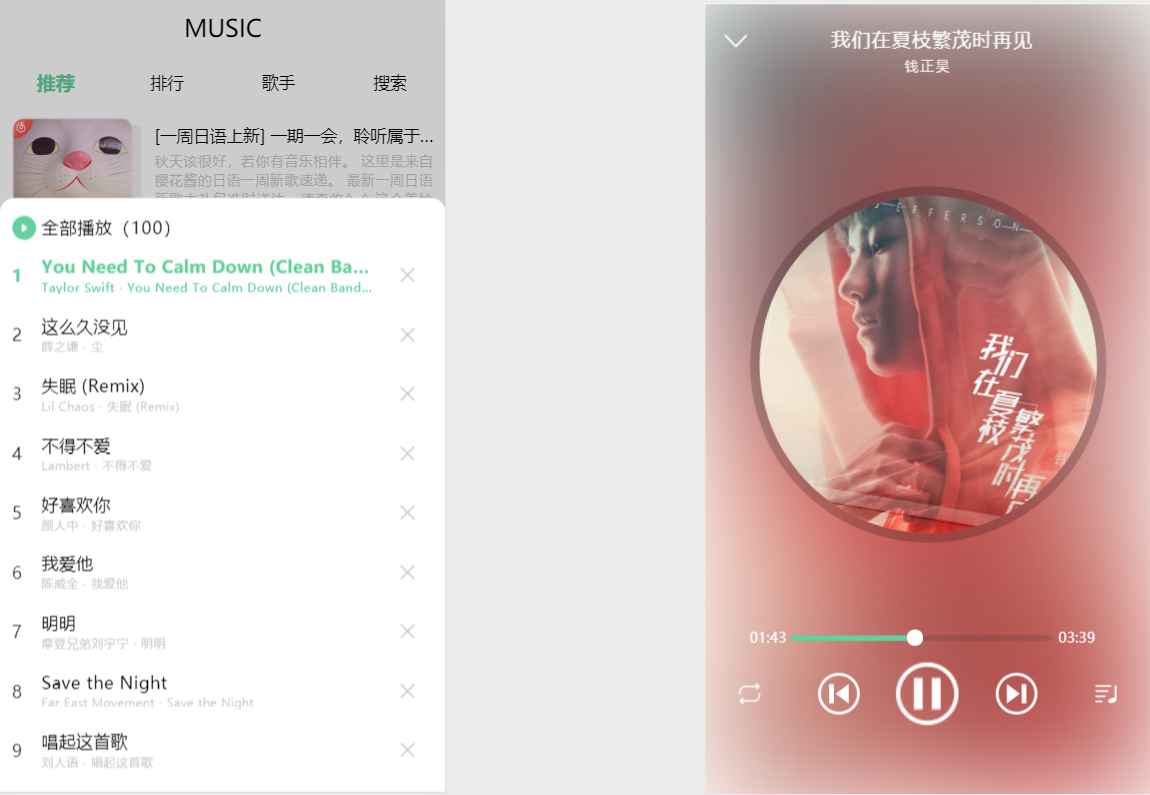 MUSIC
推荐
排行
歌手
搜索
[一周日语上新] 一期一会，聆听属于…
秋天该很好，若你有音乐相伴。 这里是来自
樱花酱的日语一周新歌速递。 最新一周日语
全部播放（100）
1
You Need To Calm Down (Clean Ba...
Taylor Swift · You Need To Calm Down (Clean Band...
2
这么久没见
薛之谦 · 尘
3
失眠 (Remix)
Lil Chaos · 失眠 (Remix)
4
不得不爱
Lambert · 不得不爱
5
好喜欢你
颜人中 · 好喜欢你
6
我爱他
陈威全 · 我爱他
7
明明
摩登兄弟刘宇宁 · 明明
8
Save the Night
Far East Movement · Save the Night
9
唱起这首歌
刘人语 · 唱起这首歌
我们在夏枝繁茂时再见
钱正昊
JEFFERSON
我们
在夏枝
繁茂时
再
钱
01:43
03:39